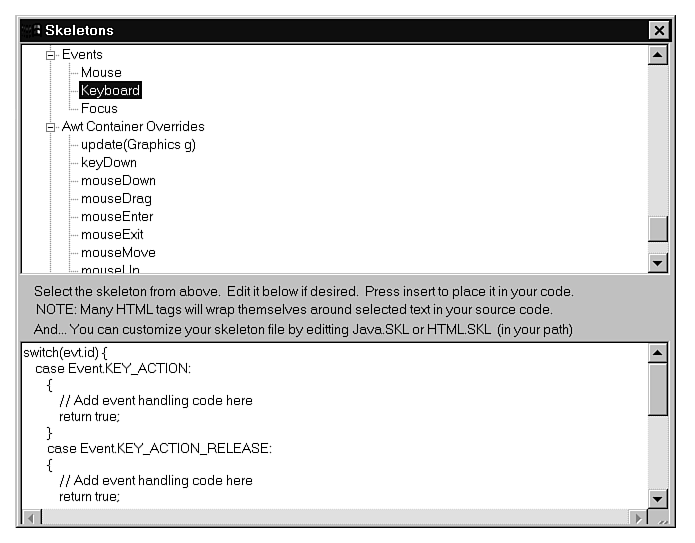 Skeletons
Events
Mouse
Keyboard
Focus
Awt Container Overrides
update(Graphics g)
keyDown
mouseDown
mouseDrag
mouseEnter
mouseExit
mouseMove
mouseUp
Select the skeleton from above. Edit it below if desired. Press insert to place it in your code.
NOTE: Many HTML tags will wrap themselves around selected text in your source code.
And... You can customize your skeleton file by editing Java.SKL or HTML.SKL (in your path)
switch(evt.id) {
case Event.KEY_ACTION:
{
// Add event handling code here
return true;
}
case Event.KEY_ACTION_RELEASE:
{
// Add event handling code here
return true;